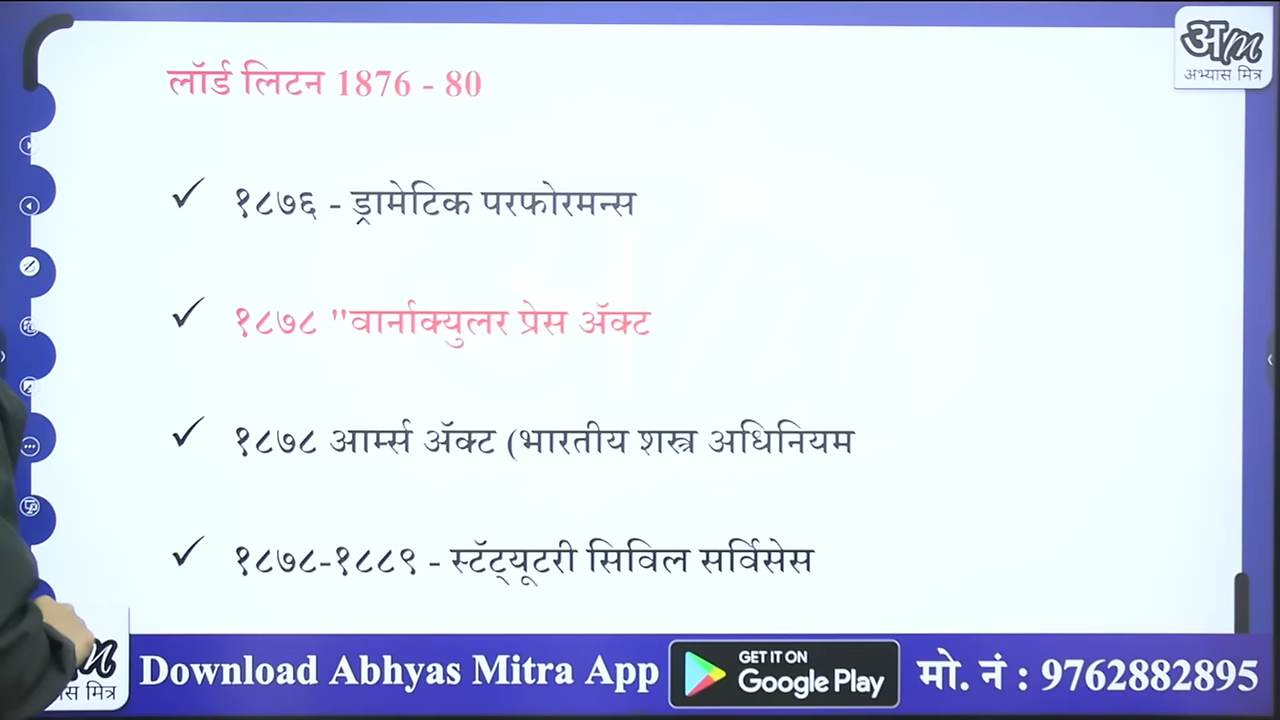 अm
अभ्यास मित्र
लॉर्ड लिटन 1876 - 80
✓ १८७६ - ड्रामेटिक परफोरमन्स
✓ १८७८ "वार्नाक्युलर प्रेस ॲक्ट
✓ १८७८ आर्म्स ॲक्ट (भारतीय शस्त्र अधिनियम
✓ १८७८-१८८९ - स्टॅट्यूटरी सिविल सर्विसेस
Download Abhyas Mitra App
GET IT ON
Google Play
मो. नं : 9762882895